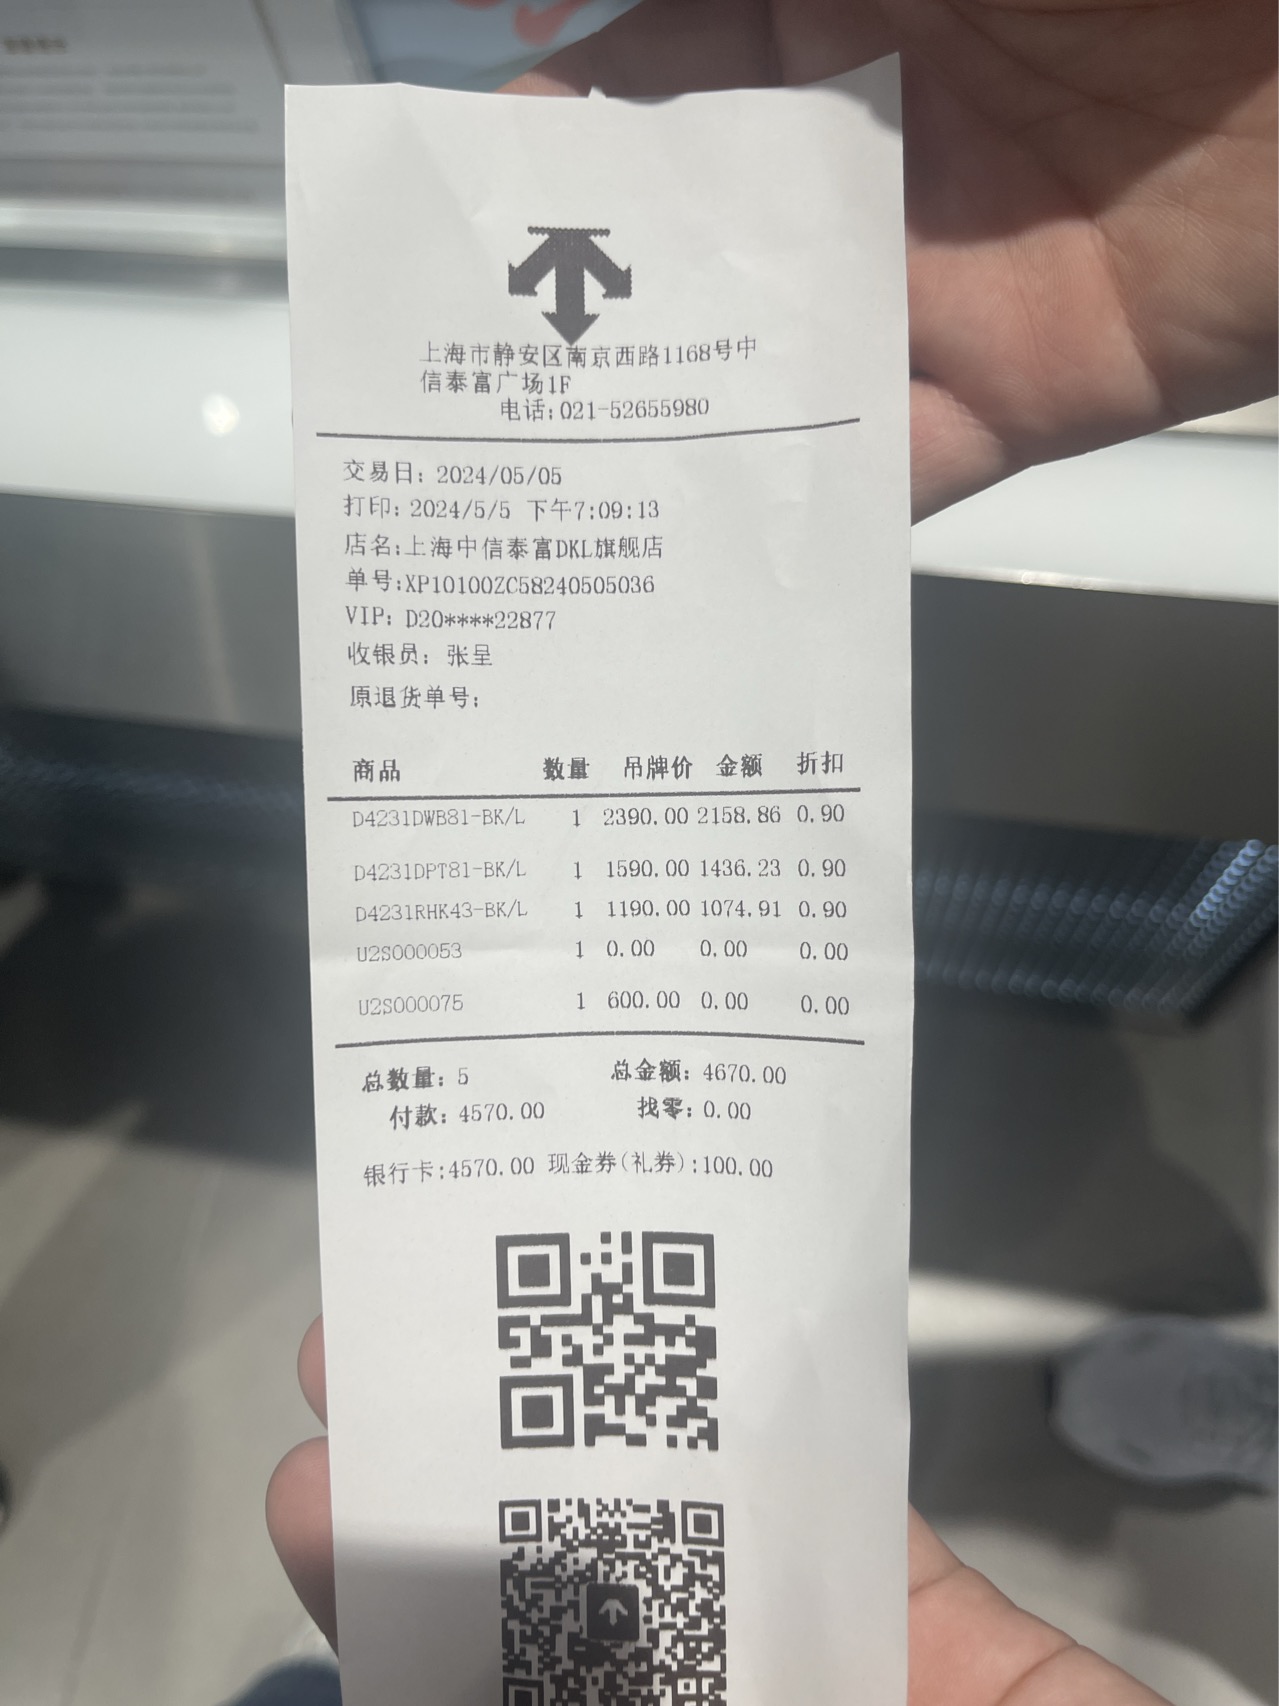 上海市静安区南京西路1168号中
信泰富广场1F
电话:021-52655980
交易日: 2024/05/05
打印: 2024/5/5 下午7:09:13
店名:上海中信泰富DKL旗舰店
单号:XP10100ZC58240505036
VIP: D20****22877
收银员: 张呈
原退货单号:
商品 数量 吊牌价 金额 折扣
D4231DWB81-BK/L 1 2390.00 2158.86 0.90
D4231DPT81-BK/L 1 1590.00 1436.23 0.90
D4231RHK43-BK/L 1 1190.00 1074.91 0.90
U2S000053 1 0.00 0.00 0.00
U2S000075 1 600.00 0.00 0.00
总数量: 5 总金额: 4670.00
付款: 4570.00 找零: 0.00
银行卡:4570.00 现金券(礼券):100.00